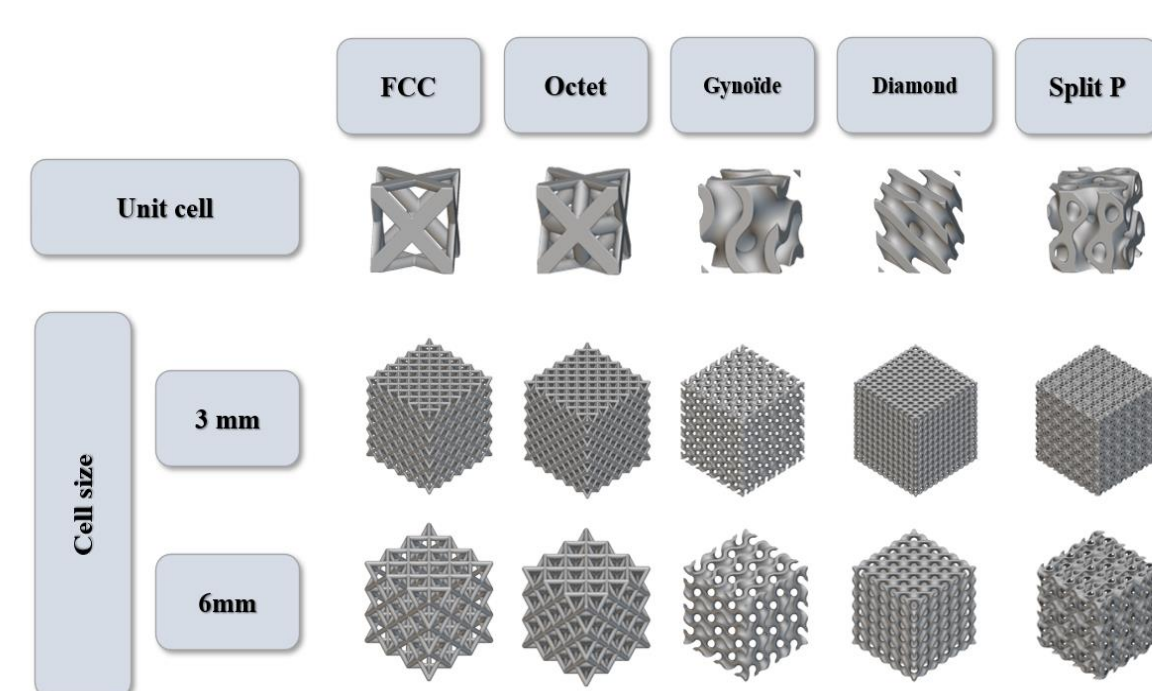 FCC
Octet
Gynoïde
Diamond
Split P
Unit cell
Cell size
3 mm
6mm